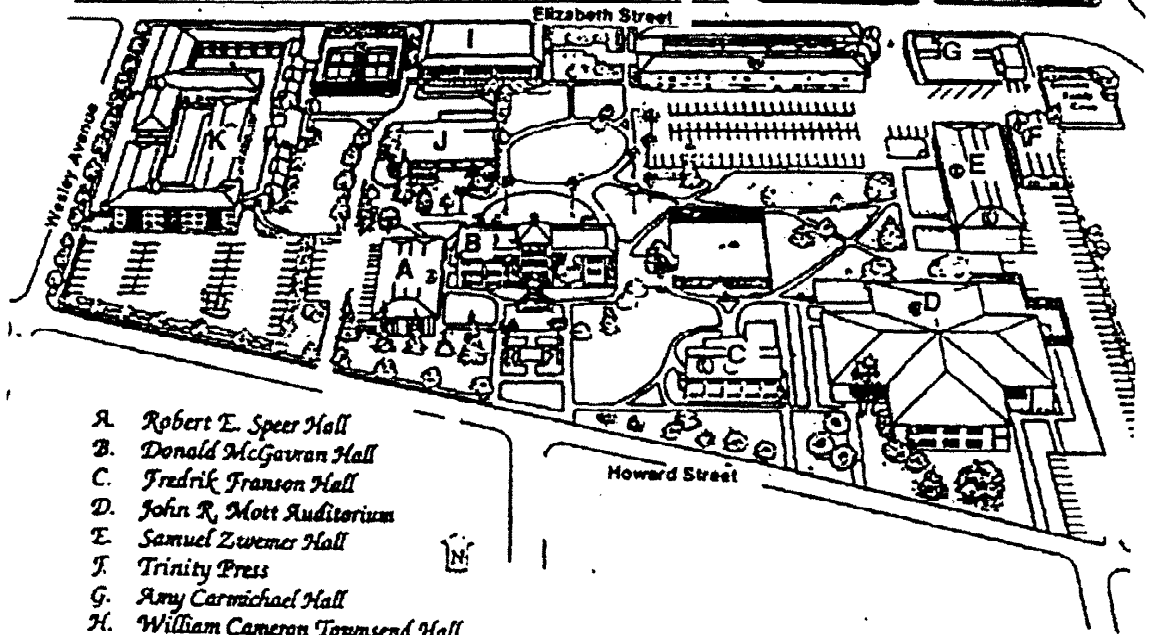 Elizabeth Street
I
G
K
Wesley Avenue
J
F
E
B
A
D
C
A. Robert E. Speer Hall
B. Donald McGavran Hall
C. Fredrik Franson Hall
D. John R. Mott Auditorium
E. Samuel Zwemer Hall
F. Trinity Press
G. Amy Carmichael Hall
H. William Cameron Townsend Hall
Howard Street
N